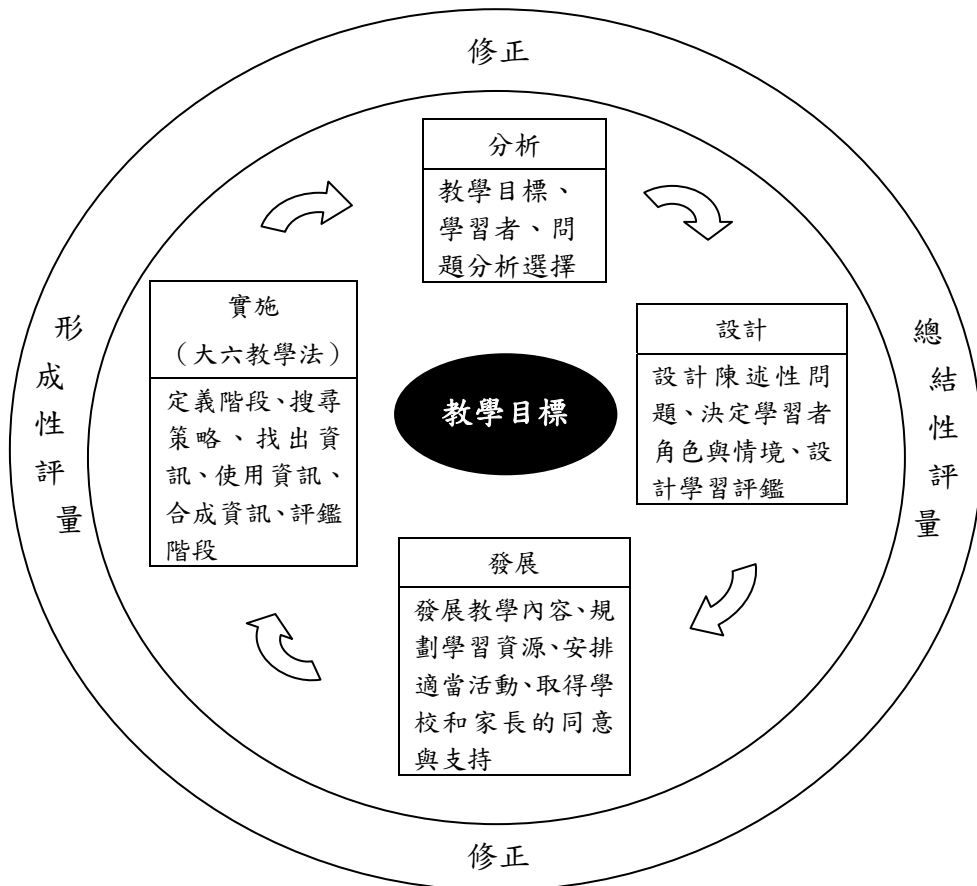 修正
分析
教學目標、
學習者、問
題分析選擇
實施
（大六教學法）
定義階段、搜尋
策略、找出資
訊、使用資訊、
合成資訊、評鑑
階段
形成性評量
教學目標
設計
設計陳述性問
題、決定學習者
角色與情境、設
計學習評鑑
總結性評量
發展
發展教學內容、規
劃學習資源、安排
適當活動、取得學
校和家長的同意
與支持
修正